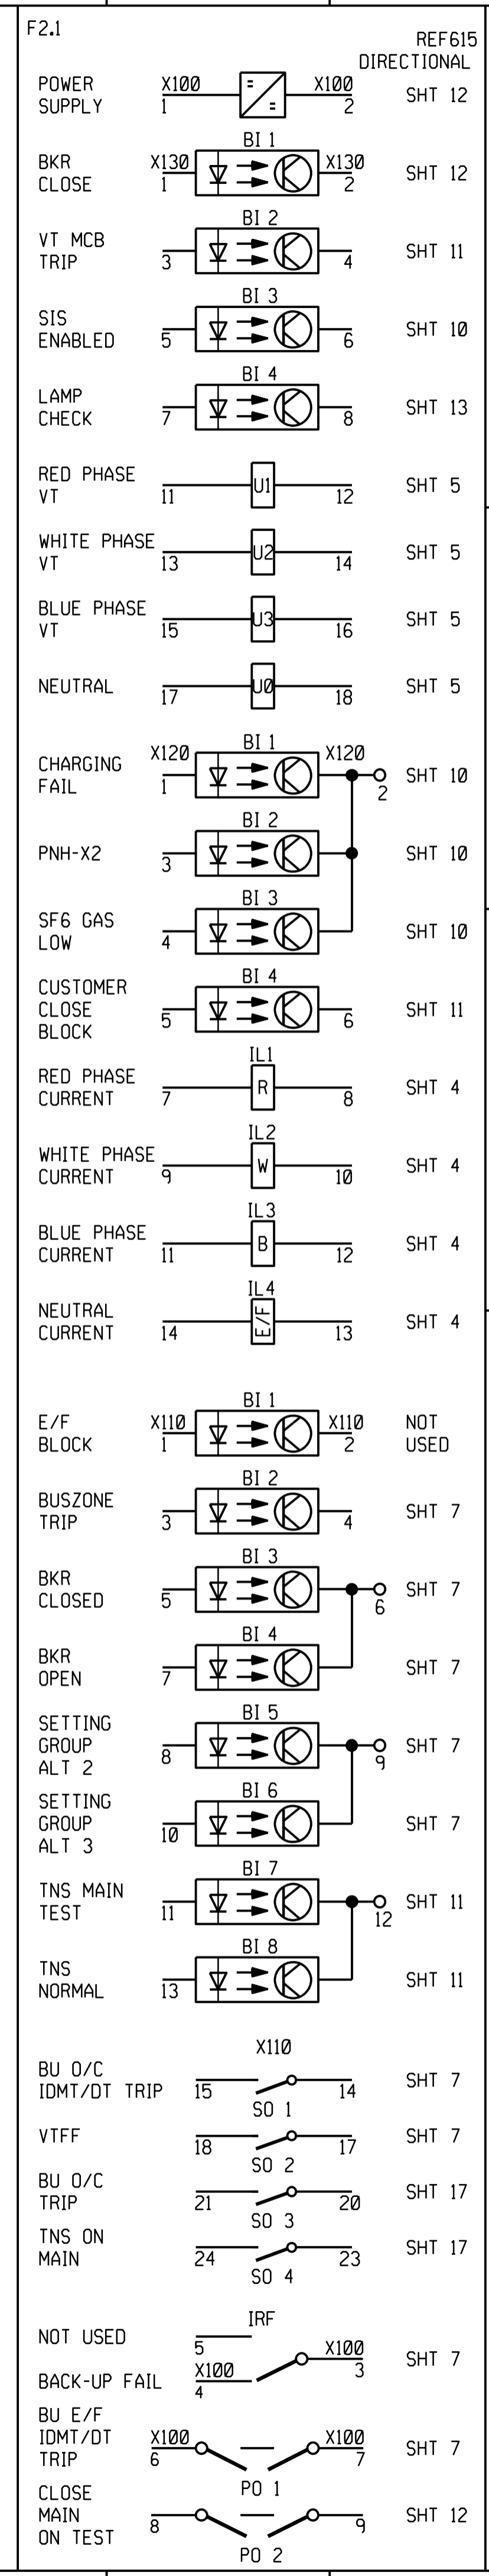 F2.1
REF615
DIRECTIONAL
POWER X100 X100
SUPPLY 1 2 SHT 12
BI 1
BKR X130 X130
CLOSE 1 2 SHT 12
BI 2
VT MCB
TRIP 3 4 SHT 11
BI 3
SIS
ENABLED 5 6 SHT 10
BI 4
LAMP
CHECK 7 8 SHT 13
RED PHASE
VT 11 U1 12 SHT 5
WHITE PHASE
VT 13 U2 14 SHT 5
BLUE PHASE
VT 15 U3 16 SHT 5
NEUTRAL 17 U0 18 SHT 5
BI 1
CHARGING X120 X120
FAIL 1 2 SHT 10
BI 2
PNH-X2 3 SHT 10
BI 3
SF6 GAS
LOW 4 SHT 10
BI 4
CUSTOMER
CLOSE 5 6 SHT 11
BLOCK
IL1
RED PHASE
CURRENT 7 R 8 SHT 4
IL2
WHITE PHASE
CURRENT 9 W 10 SHT 4
IL3
BLUE PHASE
CURRENT 11 B 12 SHT 4
IL4
NEUTRAL
CURRENT 14 E/F 13 SHT 4
BI 1
E/F X110 X110 NOT
BLOCK 1 2 USED
BI 2
BUSZONE
TRIP 3 4 SHT 7
BI 3
BKR
CLOSED 5 6 SHT 7
BI 4
BKR
OPEN 7 SHT 7
BI 5
SETTING
GROUP 8 9 SHT 7
ALT 2
BI 6
SETTING
GROUP 10 SHT 7
ALT 3
BI 7
TNS MAIN
TEST 11 12 SHT 11
BI 8
TNS
NORMAL 13 SHT 11
X110
BU O/C
IDMT/DT TRIP 15 14 SHT 7
SO 1
VTFF 18 17 SHT 7
SO 2
BU O/C
TRIP 21 20 SHT 17
SO 3
TNS ON
MAIN 24 23 SHT 17
SO 4
IRF
NOT USED 5
X100 3 SHT 7
BACK-UP FAIL X100 4
BU E/F
IDMT/DT X100 X100
TRIP 6 7 SHT 7
PO 1
CLOSE
MAIN 8 9 SHT 12
ON TEST
PO 2